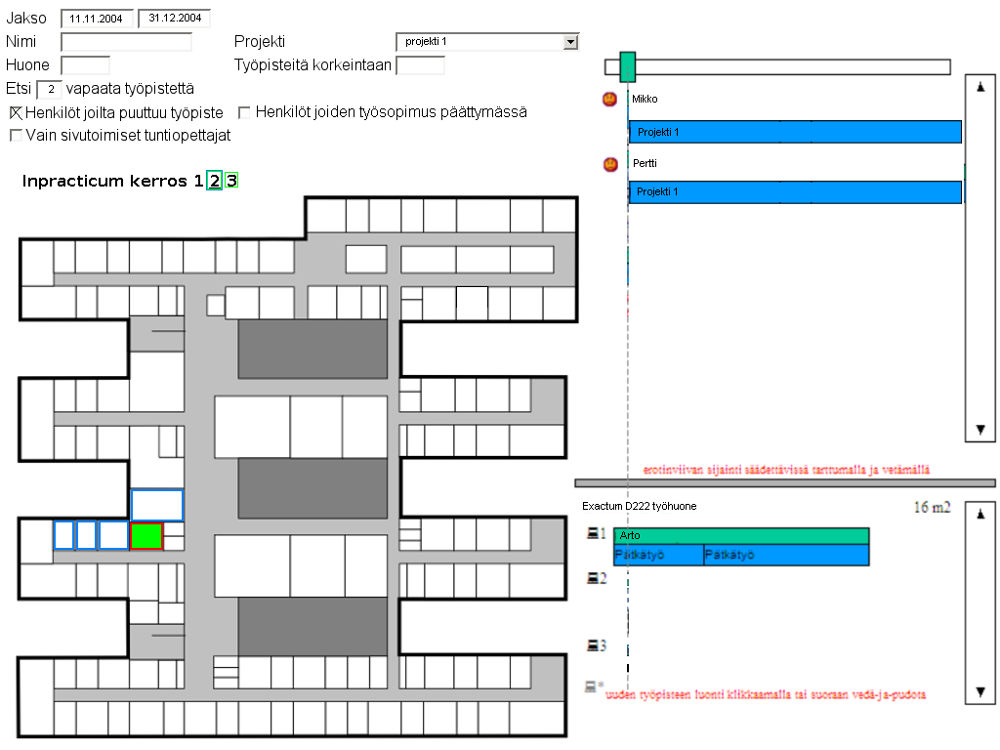 Jakso 11.11.2004 31.12.2004
Nimi Projekti projekti 1
Huone Työpisteitä korkeintaan
Etsi 2 vapaata työpistettä
Henkilöt joilta puuttuu työpiste Henkilöt joiden työsopimus päättymässä
Vain sivutoimiset tuntiopettajat
Inpracticum kerros 1 2 3
Mikko
Projekti 1
Pertti
Projekti 1
erotinviivan sijainti säädettävissä tarttumalla ja vetämällä
Exactum D222 työhuone 16 m2
1 Arto
Pätkätyö Pätkätyö
2
3
* uuden työpisteen luonti klikkaamalla tai suoraan vedä-ja-pudota